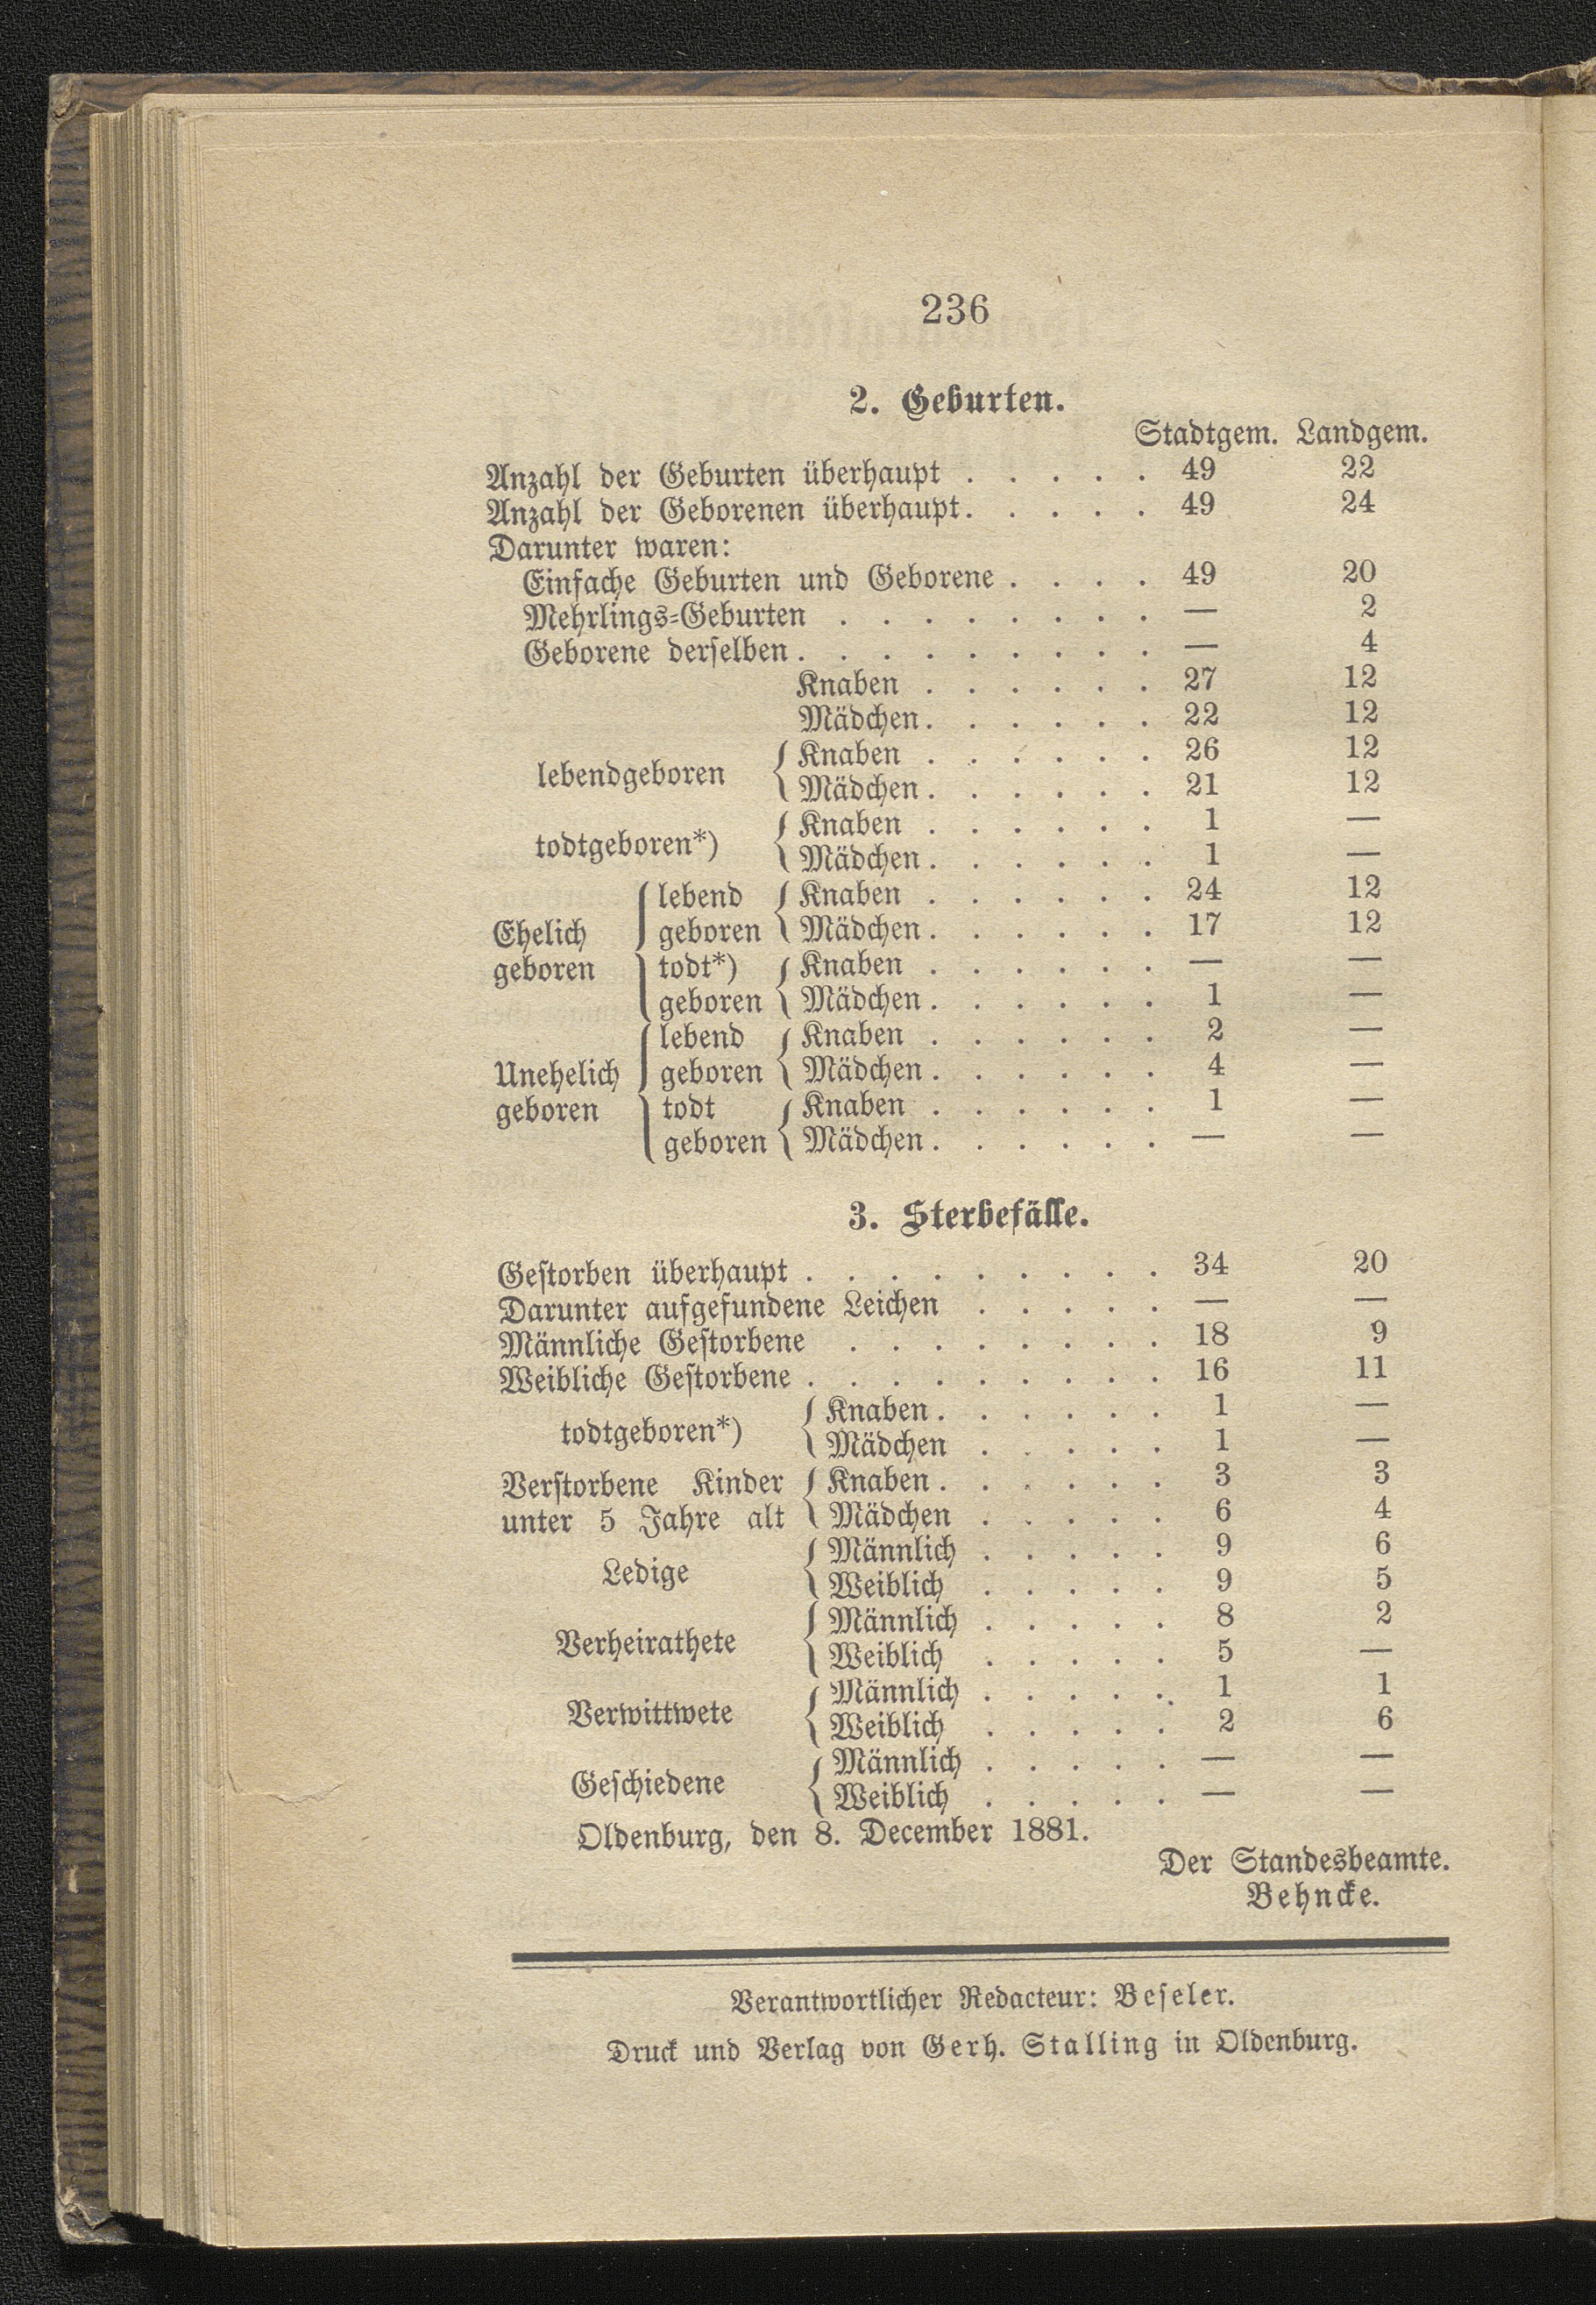 236
2. Geburten.
Stadtgem. Landgem.
Anzahl der Geburten überhaupt . . . . . 49 22
Anzahl der Geborenen überhaupt. . . . . 49 24
Darunter waren:
Einfache Geburten und Geborene . . . . 49 20
Mehrlings-Geburten . . . . . . . . — 2
Geborene derselben . . . . . . . . . — 4
Knaben . . . . . . 27 12
Mädchen . . . . . . 22 12
lebendgeboren { Knaben . . . . . . 26 12
Mädchen . . . . . . 21 12
todtgeboren*) { Knaben . . . . . . 1 —
Mädchen . . . . . . 1 —
Ehelich geboren { lebend geboren { Knaben . . . . . . 24 12
Mädchen . . . . . . 17 12
todt*) geboren { Knaben . . . . . . — —
Mädchen . . . . . . 1 —
Unehelich geboren { lebend geboren { Knaben . . . . . . 2 —
Mädchen . . . . . . 4 —
todt geboren { Knaben . . . . . . 1 —
Mädchen . . . . . . — —
3. Sterbefälle.
Gestorben überhaupt . . . . . . . . . 34 20
Darunter aufgefundene Leichen . . . . . — —
Männliche Gestorbene . . . . . . . . 18 9
Weibliche Gestorbene . . . . . . . . . 16 11
todtgeboren*) { Knaben . . . . . . 1 —
Mädchen . . . . . 1 —
Verstorbene Kinder unter 5 Jahre alt { Knaben . . . . . . 3 3
Mädchen . . . . . 6 4
Ledige { Männlich . . . . . 9 6
Weiblich . . . . . 9 5
Verheirathete { Männlich . . . . . 8 2
Weiblich . . . . . 5 —
Verwittwete { Männlich . . . . . 1 1
Weiblich . . . . . 2 6
Geschiedene { Männlich . . . . . — —
Weiblich . . . . . — —
Oldenburg, den 8. December 1881.
Der Standesbeamte.
Behncke.
Verantwortlicher Redacteur: Beseler.
Druck und Verlag von Gerh. Stalling in Oldenburg.